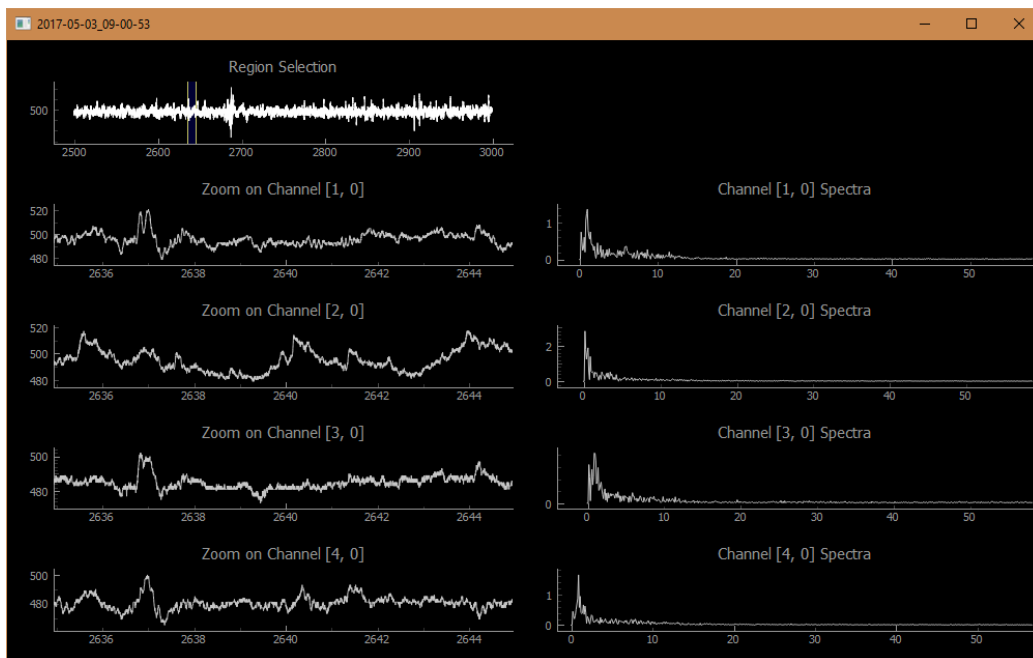 2017-05-03_09-00-53
Region Selection
500
2500 2600 2700 2800 2900 3000
Zoom on Channel [1, 0]
520
500
480
2636 2638 2640 2642 2644
Channel [1, 0] Spectra
1
0
0 10 20 30 40 50
Zoom on Channel [2, 0]
520
500
480
2636 2638 2640 2642 2644
Channel [2, 0] Spectra
2
0
0 10 20 30 40 50
Zoom on Channel [3, 0]
500
480
2636 2638 2640 2642 2644
Channel [3, 0] Spectra
0
0 10 20 30 40 50
Zoom on Channel [4, 0]
500
480
2636 2638 2640 2642 2644
Channel [4, 0] Spectra
1
0
0 10 20 30 40 50